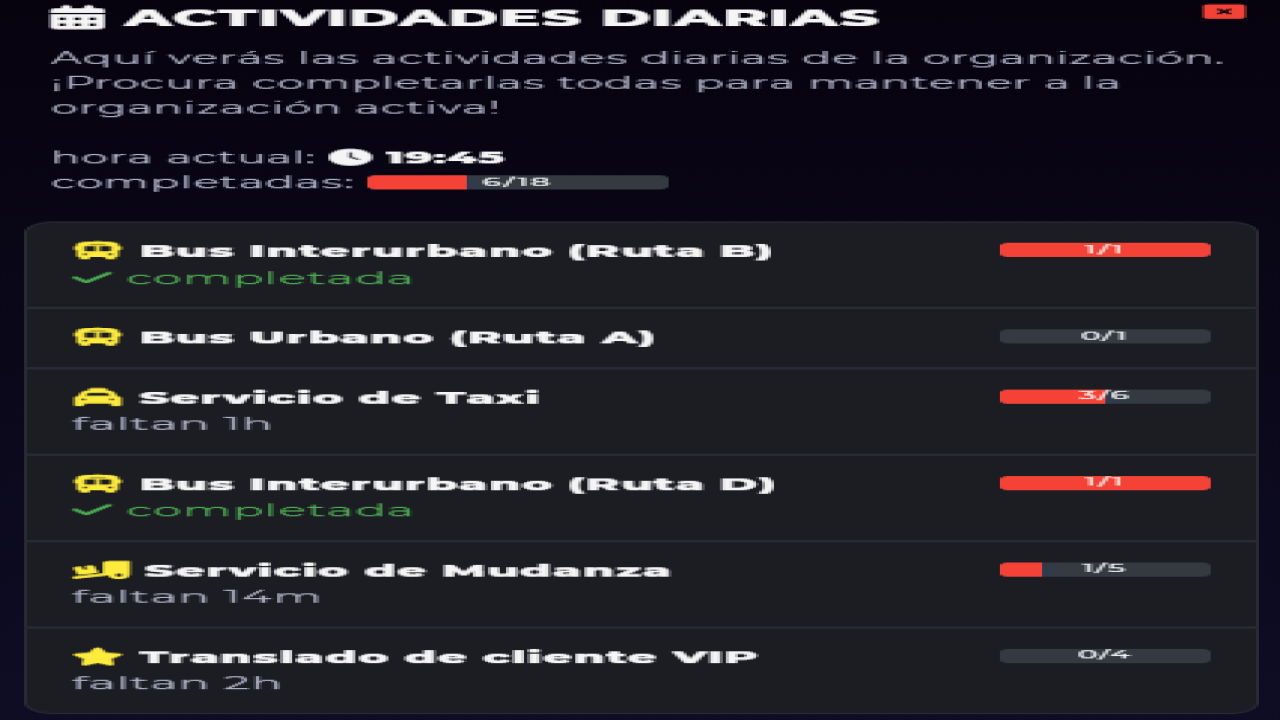 ACTIVIDADES DIARIAS
Aquí verás las actividades diarias de la organización.
¡Procura completarlas todas para mantener a la
organización activa!
hora actual: 19:45
completadas: 6/18
Bus Interurbano (Ruta B) 1/1
completada
Bus Urbano (Ruta A) 0/1
Servicio de Taxi 3/6
faltan 1h
Bus Interurbano (Ruta D) 1/1
completada
Servicio de Mudanza 1/5
faltan 14m
Translado de cliente VIP 0/4
faltan 2h